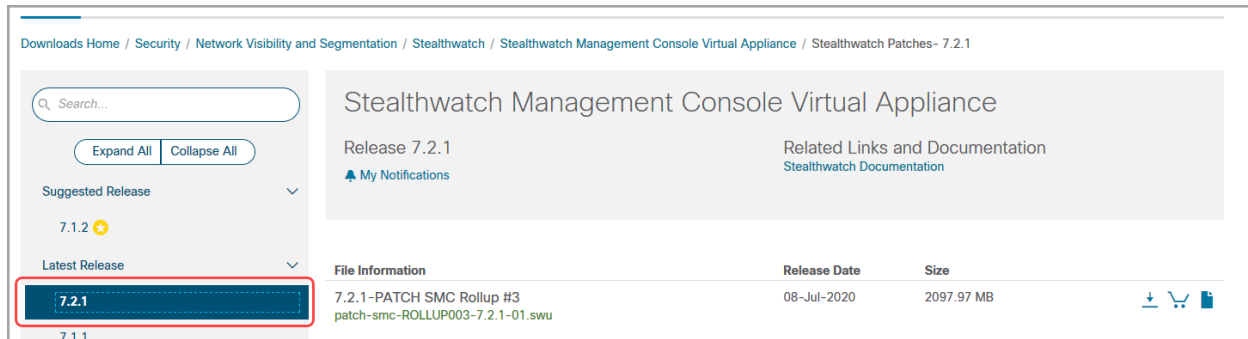 Downloads Home / Security / Network Visibility and Segmentation / Stealthwatch / Stealthwatch Management Console Virtual Appliance / Stealthwatch Patches- 7.2.1
Search...
Expand All Collapse All
Suggested Release
7.1.2
Latest Release
7.2.1
7.1.1
Stealthwatch Management Console Virtual Appliance
Release 7.2.1
My Notifications
Related Links and Documentation
Stealthwatch Documentation
File Information Release Date Size
7.2.1-PATCH SMC Rollup #3 08-Jul-2020 2097.97 MB
patch-smc-ROLLUP003-7.2.1-01.swu